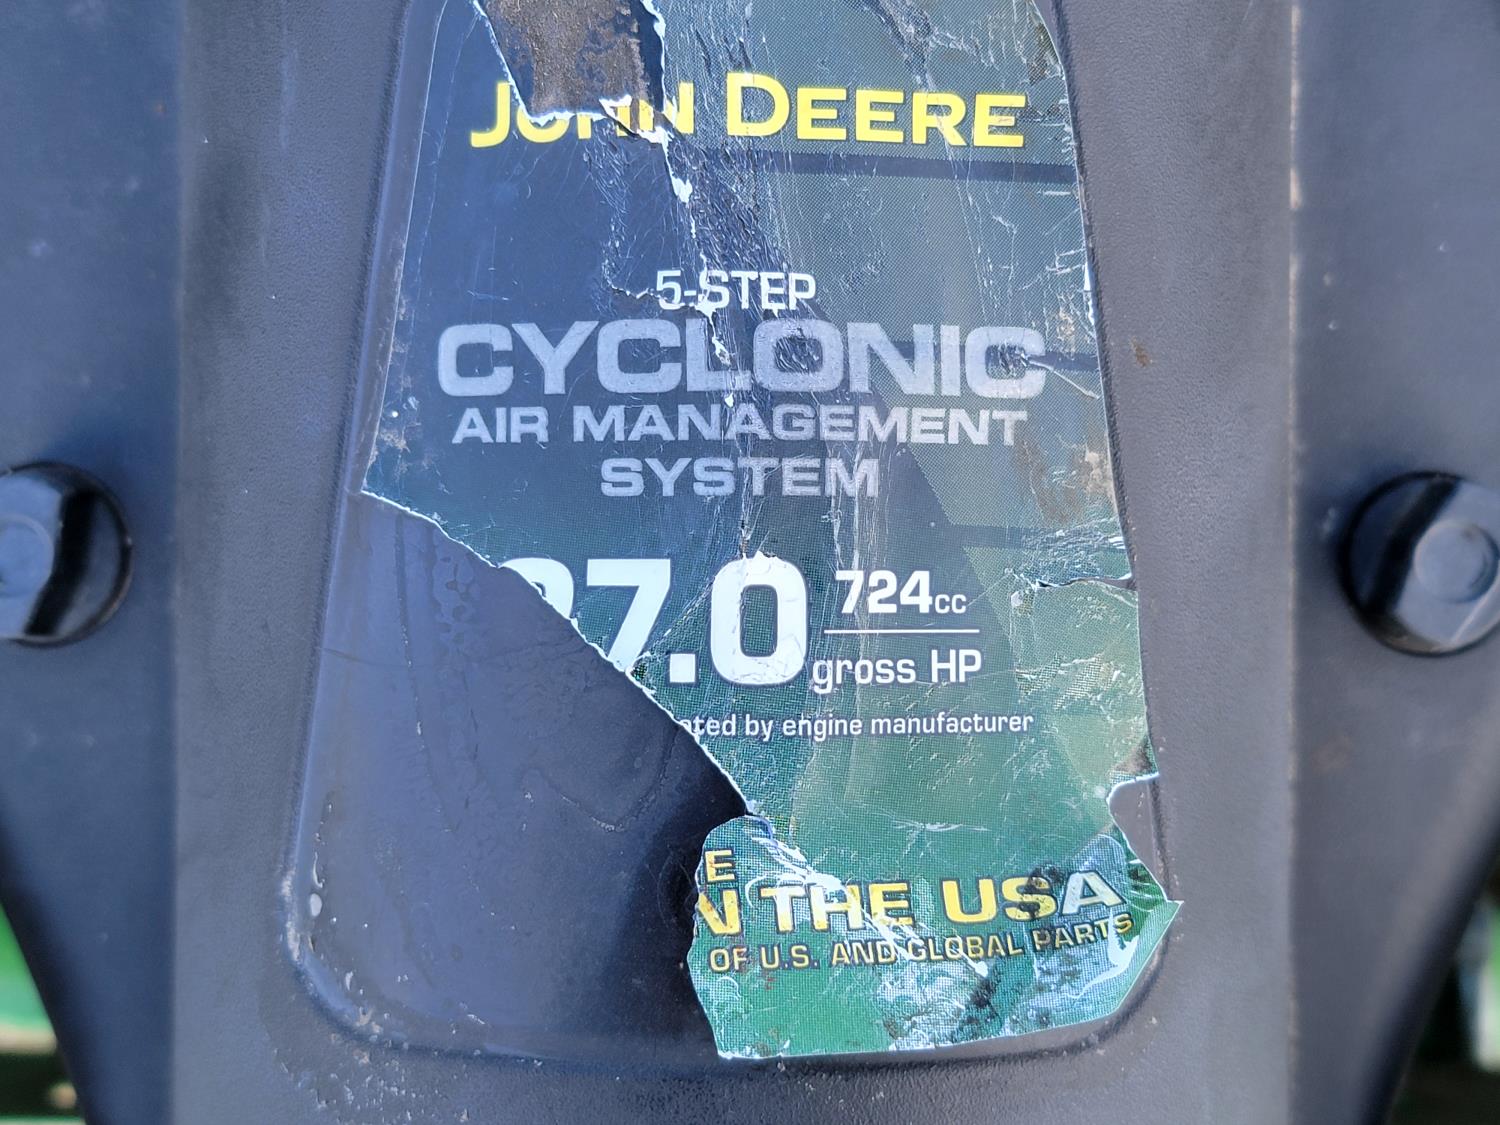 JOHN DEERE
5-STEP
CYCLONIC
AIR MANAGEMENT
SYSTEM
7.0
724cc
gross HP
ated by engine manufacturer
E
N THE USA
OF U.S. AND GLOBAL PARTS